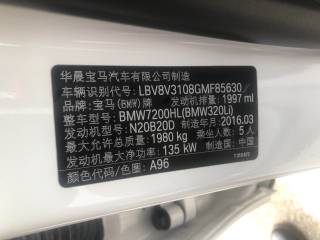 华晨宝马汽车有限公司制造
车辆识别代号: LBV8V3108GMF85630
品牌: 宝马(BMW)牌 发动机排量: 1997 ml
整车型号: BMW7200HL(BMW320Li)
发动机型号: N20B20D 制造年月: 2016.03
最大允许总质量: 1980 kg 乘坐人数: 5 人
发动机最大净功率: 135 kW 制造国: 中国
颜色代码/色图: A96